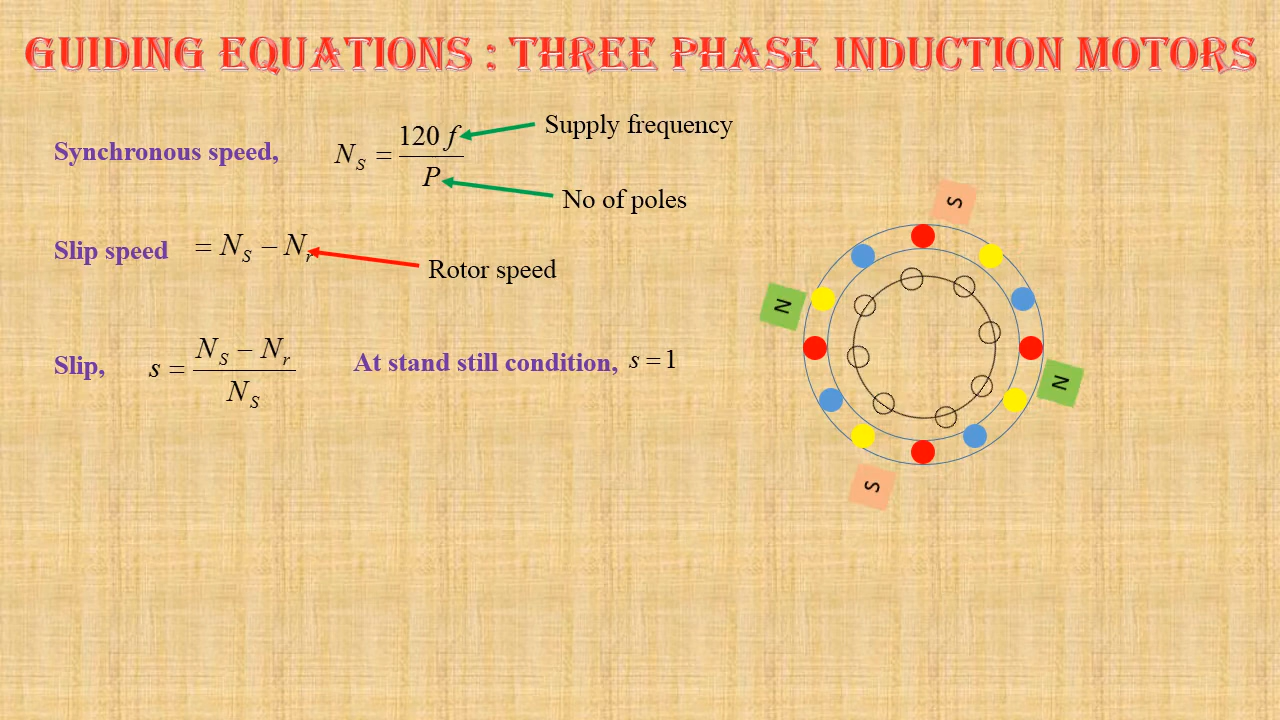 GUIDING EQUATIONS : THREE PHASE INDUCTION MOTORS
Synchronous speed, N_S = 120 f / P
Supply frequency
No of poles
Slip speed = N_S − N_r
Rotor speed
Slip, s = (N_S − N_r) / N_S
At stand still condition, s = 1
S
N
N
S